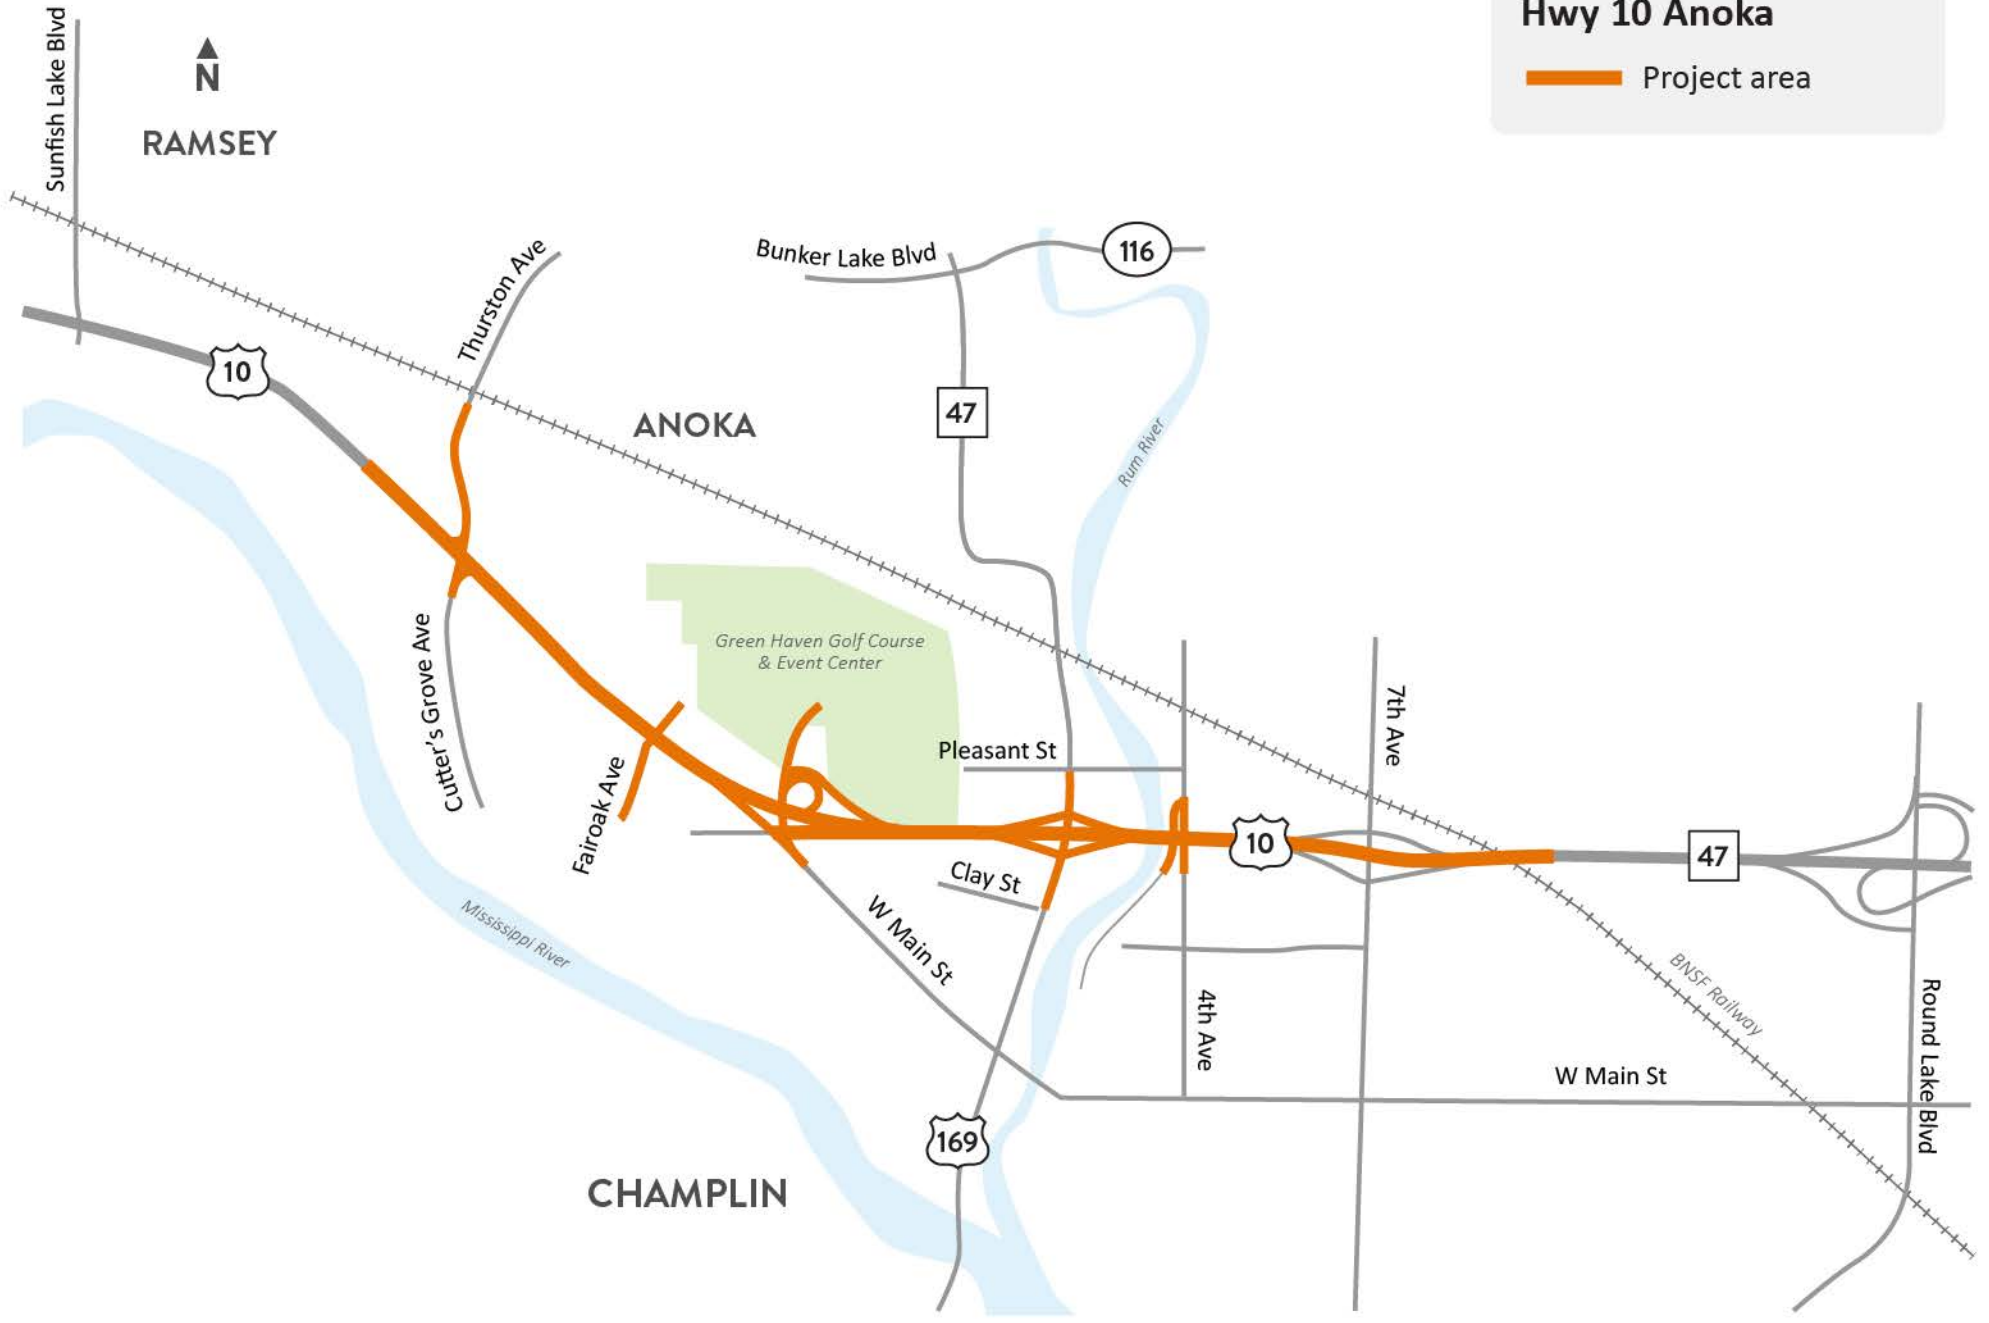 Hwy 10 Anoka
Project area
Sunfish Lake Blvd
N
RAMSEY
Thurston Ave
Bunker Lake Blvd
116
10
47
ANOKA
Rum River
Green Haven Golf Course
& Event Center
Cutter's Grove Ave
Fairoak Ave
Pleasant St
7th Ave
10
47
Clay St
W Main St
Mississippi River
4th Ave
BNSF Railway
Round Lake Blvd
W Main St
169
CHAMPLIN